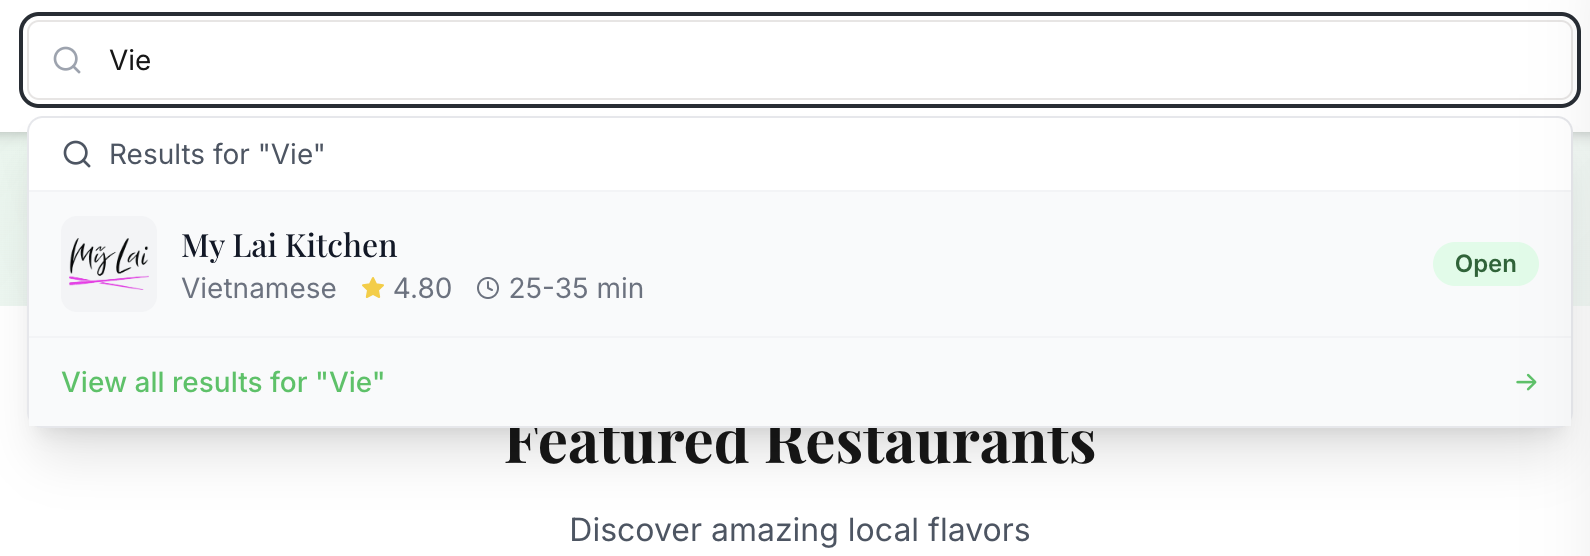 Vie
Results for "Vie"
Mỹ Lai
My Lai Kitchen
Vietnamese 4.80 25-35 min
Open
View all results for "Vie" →
Featured Restaurants
Discover amazing local flavors